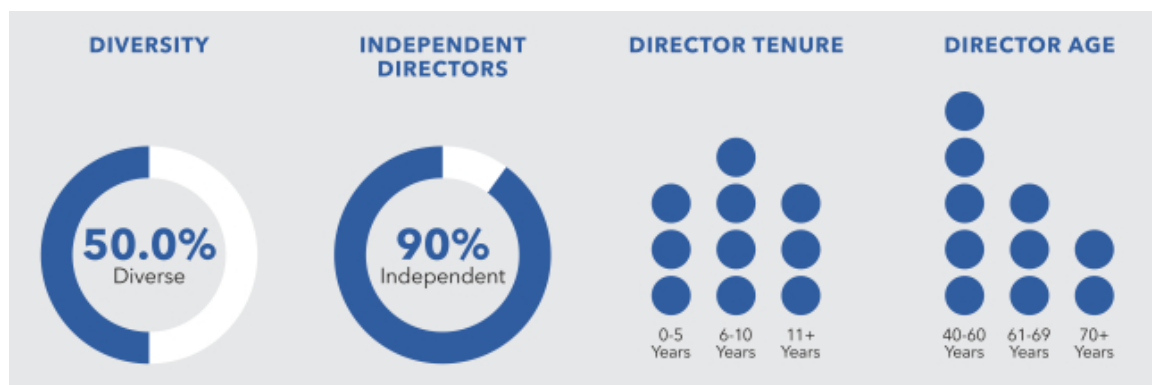 DIVERSITY
50.0%
Diverse
INDEPENDENT
DIRECTORS
90%
Independent
DIRECTOR TENURE
0-5
Years
6-10
Years
11+
Years
DIRECTOR AGE
40-60
Years
61-69
Years
70+
Years